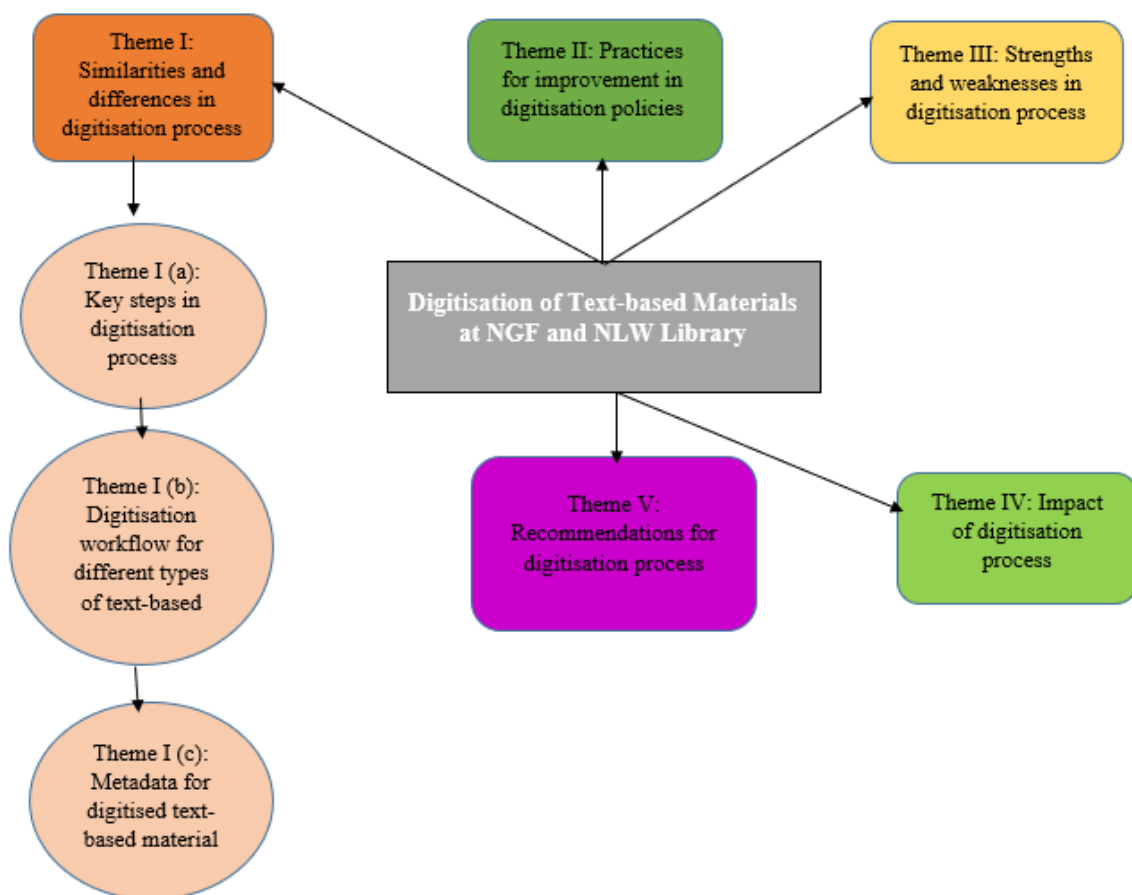 Theme I:
Similarities and
differences in
digitisation process
Theme II: Practices
for improvement in
digitisation policies
Theme III: Strengths
and weaknesses in
digitisation process
Theme I (a):
Key steps in
digitisation
process
Digitisation of Text-based Materials
at NGF and NLW Library
Theme I (b):
Digitisation
workflow for
different types
of text-based
Theme V:
Recommendations for
digitisation process
Theme IV: Impact
of digitisation
process
Theme I (c):
Metadata for
digitised text-
based material